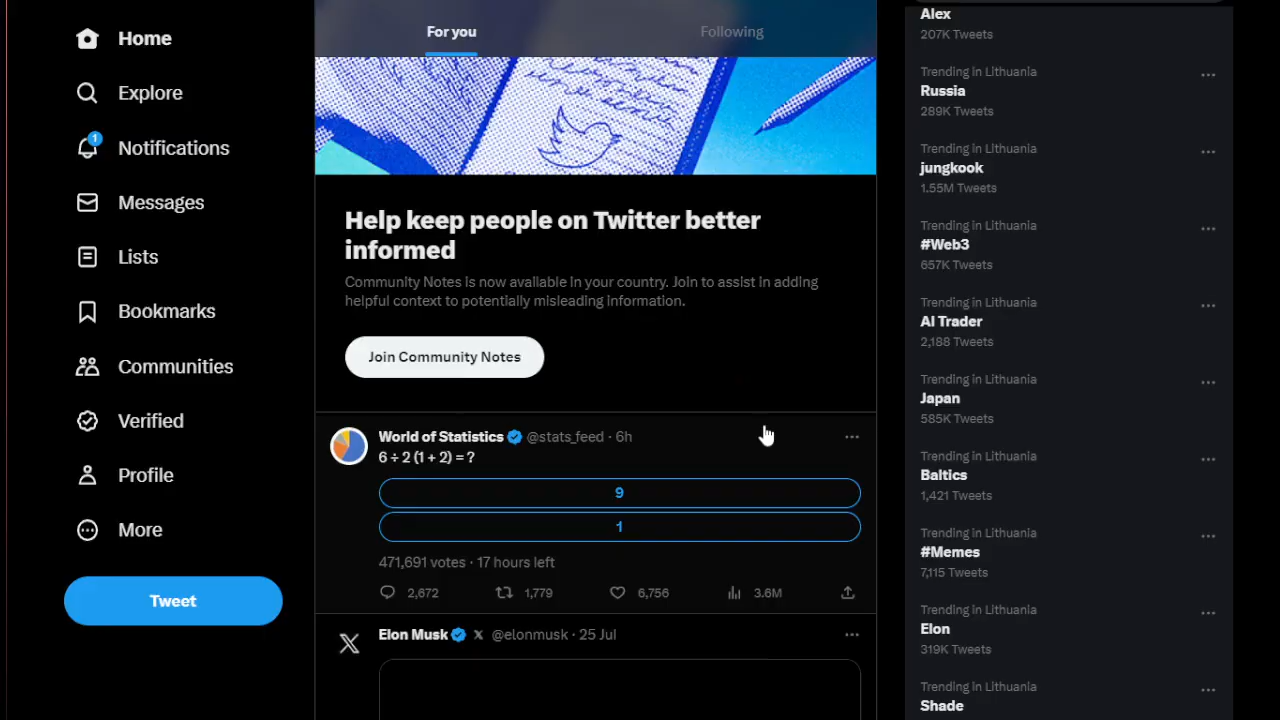 Home
Explore
1
Notifications
Messages
Lists
Bookmarks
Communities
Verified
Profile
More
Tweet
For you
Following
Help keep people on Twitter better
informed
Community Notes is now available in your country. Join to assist in adding
helpful context to potentially misleading information.
Join Community Notes
World of Statistics @stats_feed · 6h
6 ÷ 2 (1 + 2) = ?
9
1
471,691 votes · 17 hours left
2,672 1,779 6,756 3.6M
Elon Musk X @elonmusk · 25 Jul
Alex
207K Tweets
Trending in Lithuania
Russia
289K Tweets
Trending in Lithuania
jungkook
1.55M Tweets
Trending in Lithuania
#Web3
657K Tweets
Trending in Lithuania
AI Trader
2,188 Tweets
Trending in Lithuania
Japan
585K Tweets
Trending in Lithuania
Baltics
1,421 Tweets
Trending in Lithuania
#Memes
7,115 Tweets
Trending in Lithuania
Elon
319K Tweets
Trending in Lithuania
Shade